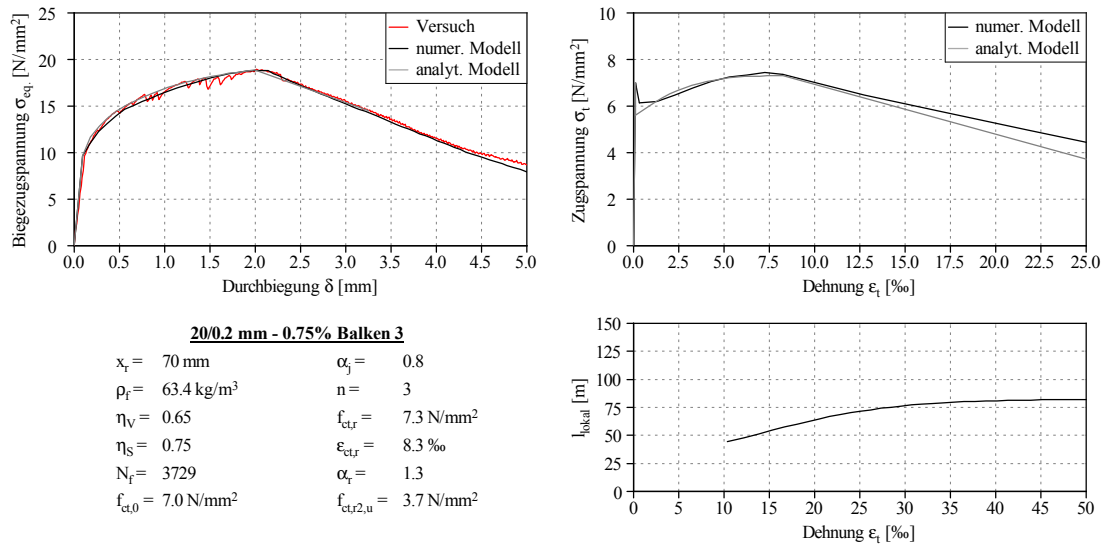 Biegezugspannung σeq. [N/mm²]
25
20
15
10
5
0
Versuch
numer. Modell
analyt. Modell
0.0 0.5 1.0 1.5 2.0 2.5 3.0 3.5 4.0 4.5 5.0
Durchbiegung δ [mm]
Zugspannung σt [N/mm²]
10
8
6
4
2
0
numer. Modell
analyt. Modell
0.0 2.5 5.0 7.5 10.0 12.5 15.0 17.5 20.0 22.5 25.0
Dehnung εt [‰]
20/0.2 mm - 0.75% Balken 3
xr = 70 mm αj = 0.8
ρf = 63.4 kg/m³ n = 3
ηV = 0.65 fct,r = 7.3 N/mm²
ηS = 0.75 εct,r = 8.3 ‰
Nf = 3729 αr = 1.3
fct,0 = 7.0 N/mm² fct,r2,u = 3.7 N/mm²
llokal [m]
150
125
100
75
50
25
0
0 5 10 15 20 25 30 35 40 45 50
Dehnung εt [‰]